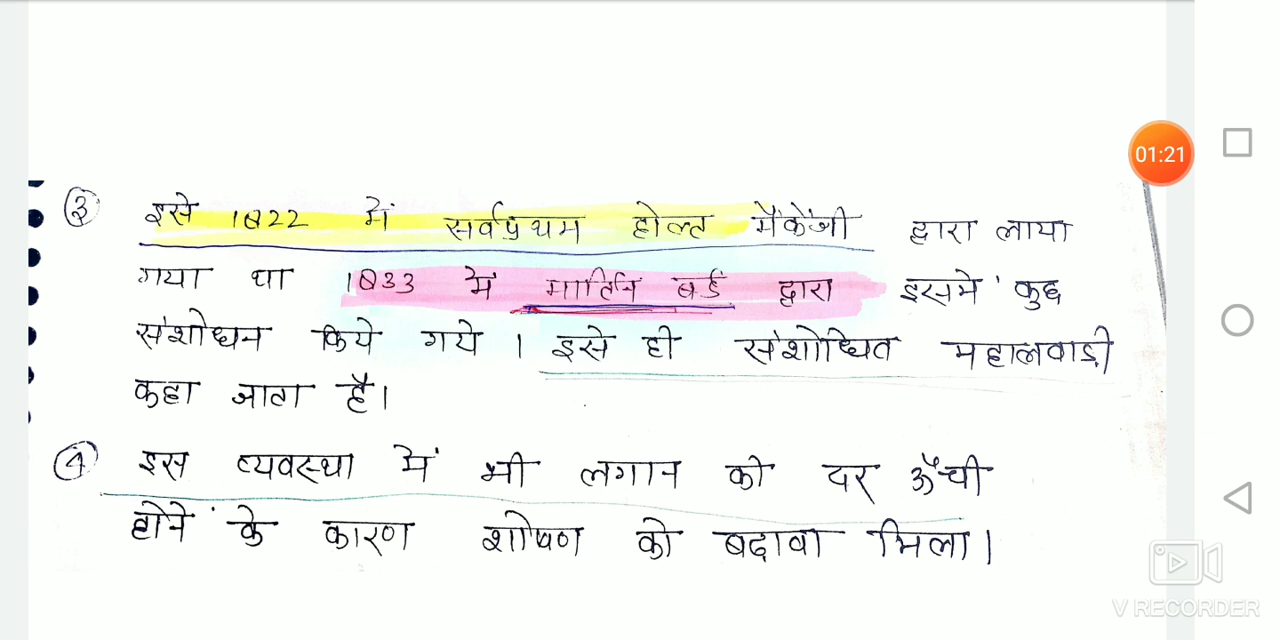 01:21
③ इसे 1822 में सर्वप्रथम होल्ट मैकेंजी द्वारा लाया
गया था 1833 में मार्टिन बर्ड द्वारा इसमें कुछ
संशोधन किये गये । इसे ही संशोधित महालवाड़ी
कहा जाता है।
④ इस व्यवस्था में भी लगान को दर ऊँची
होने के कारण शोषण को बढ़ावा मिला।
V RECORDER